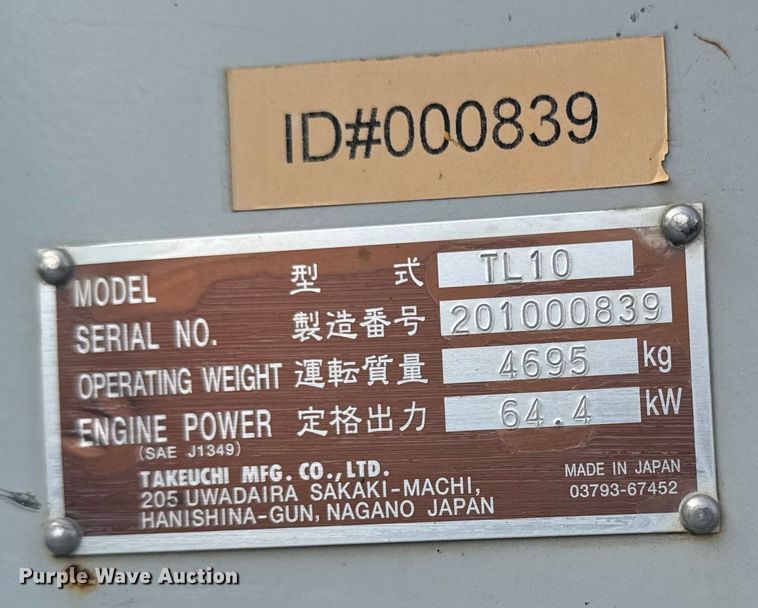 ID#000839
MODEL 型 式 TL10
SERIAL NO. 製造番号 201000839
OPERATING WEIGHT 運転質量 4695 kg
ENGINE POWER 定格出力 64.4 kW
(SAE J1349)
TAKEUCHI MFG. CO., LTD.
205 UWADAIRA SAKAKI-MACHI,
HANISHINA-GUN, NAGANO JAPAN
MADE IN JAPAN
03793-67452
Purple Wave Auction